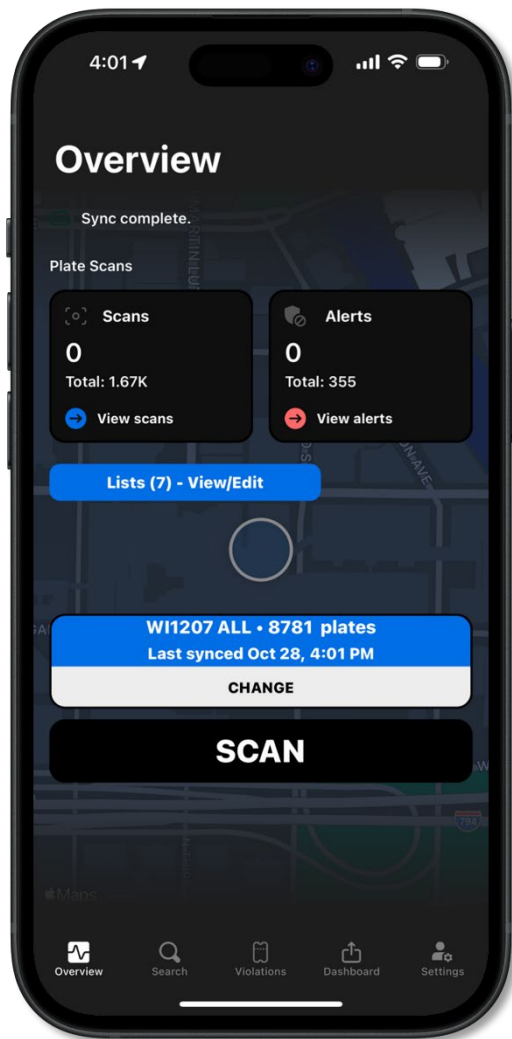 4:01
Overview
Sync complete.
Plate Scans
Scans
0
Total: 1.67K
View scans
Alerts
0
Total: 355
View alerts
Lists (7) - View/Edit
WI1207 ALL • 8781 plates
Last synced Oct 28, 4:01 PM
CHANGE
SCAN
794
Maps
Overview
Search
Violations
Dashboard
Settings